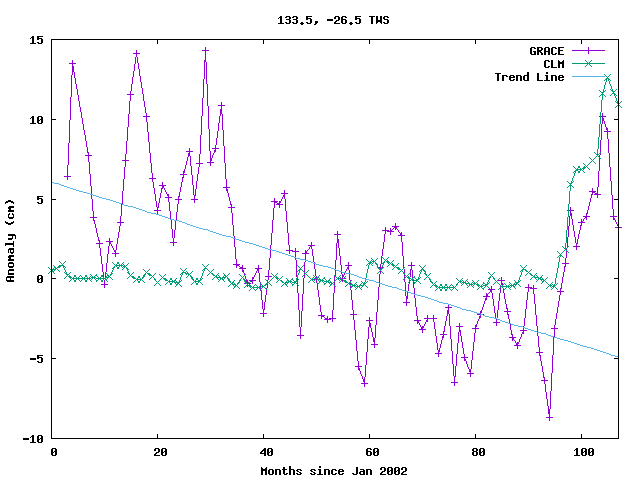 133.5, -26.5 TWS
GRACE
CLM
Trend Line
15
10
5
0
-5
-10
Anomaly (cm)
0 20 40 60 80 100
Months since Jan 2002